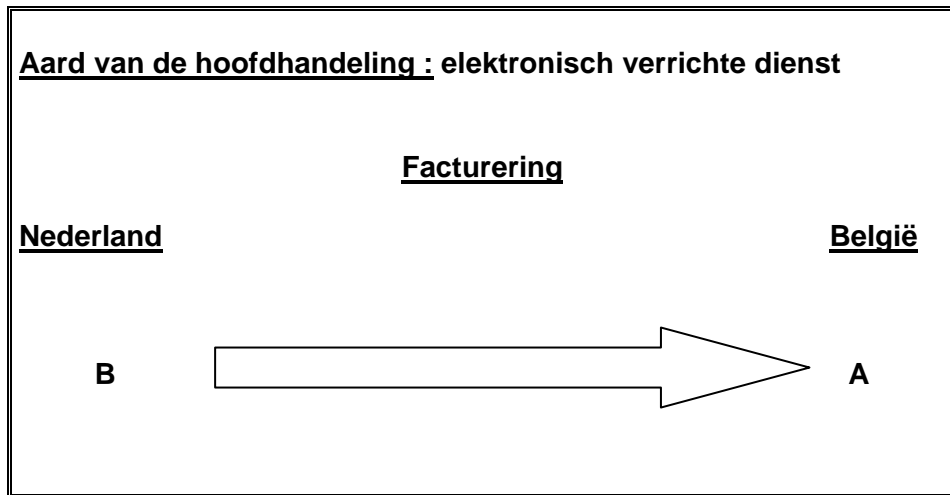 Aard van de hoofdhandeling : elektronisch verrichte dienst
Facturering
Nederland België
B A